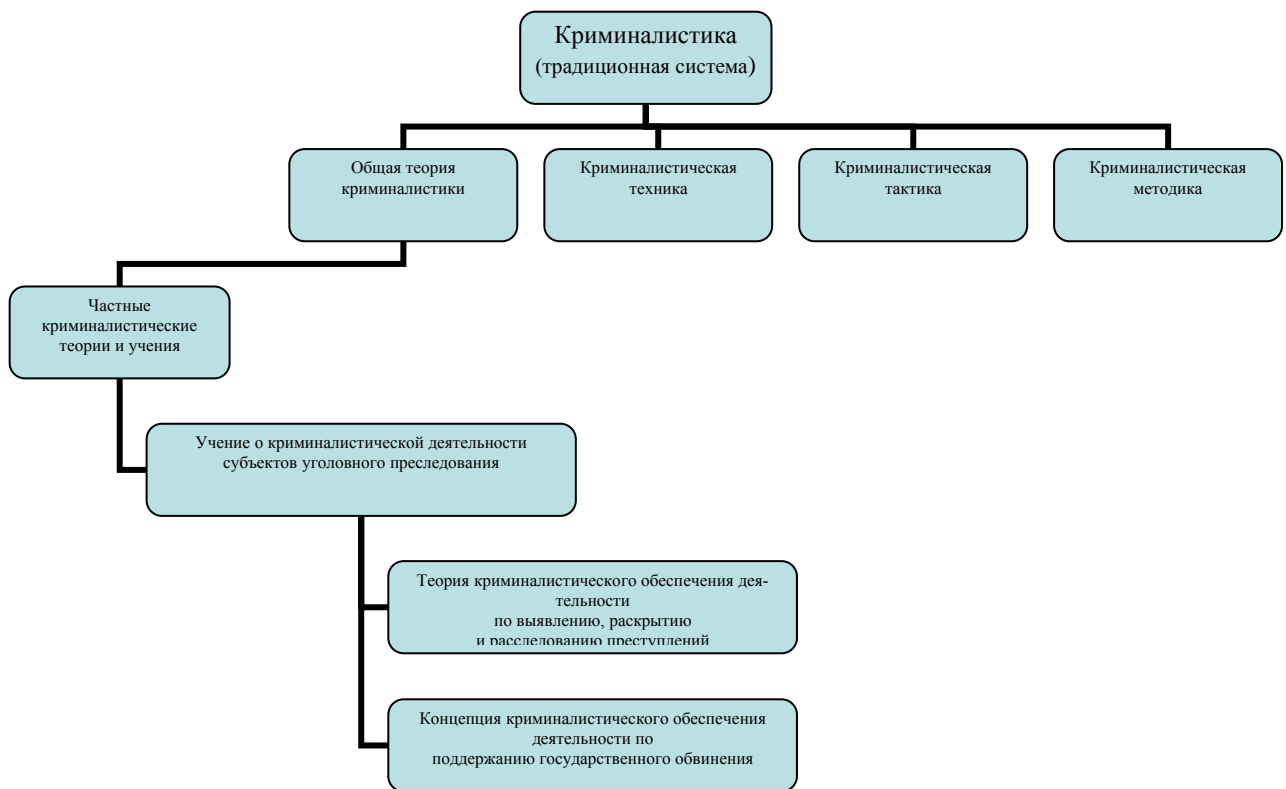 Криминалистика
(традиционная система)
Общая теория
криминалистики
Криминалистическая
техника
Криминалистическая
тактика
Криминалистическая
методика
Частные
криминалистические
теории и учения
Учение о криминалистической деятельности
субъектов уголовного преследования
Теория криминалистического обеспечения дея-
тельности
по выявлению, раскрытию
и расследованию преступлений
Концепция криминалистического обеспечения
деятельности по
поддержанию государственного обвинения